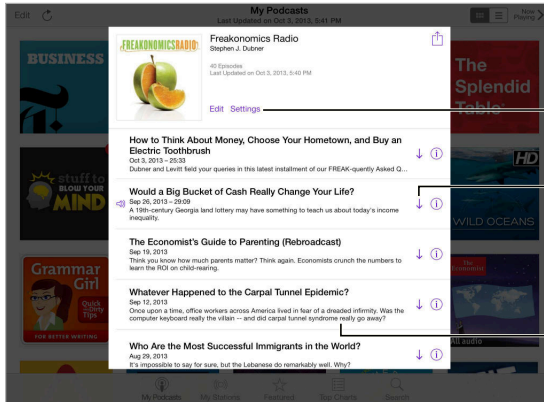 Edit
My Podcasts
Last Updated on Oct 3, 2013, 5:41 PM
Now
Playing
BUSINESS
FREAKONOMICS RADIO
Freakonomics Radio
Stephen J. Dubner
40 Episodes
Last Updated on Oct 3, 2013, 5:40 PM
Edit Settings
The
Splendid
Table
How to Think About Money, Choose Your Hometown, and Buy an
Electric Toothbrush
Oct 3, 2013 – 25:33
Dubner and Levitt field your queries in this latest installment of our FREAK-quently Asked Q...
stuff to
BLOW YOUR
MIND
Would a Big Bucket of Cash Really Change Your Life?
Sep 26, 2013 – 29:09
A 19th-century Georgia land lottery may have something to teach us about today's income
inequality.
HD
WILD OCEANS
The Economist's Guide to Parenting (Rebroadcast)
Sep 19, 2013
Think you know how much parents matter? Think again. Economists crunch the numbers to
learn the ROI on child-rearing.
Grammar
Girl
Quick
and Dirty
Tips
FOR BETTER WRITING
Whatever Happened to the Carpal Tunnel Epidemic?
Sep 12, 2013
Once upon a time, office workers across America lived in fear of a dreaded infirmity. Was the
computer keyboard really the villain -- and did carpal tunnel syndrome really go away?
The
Economist
All audio
Who Are the Most Successful Immigrants in the World?
Aug 29, 2013
It's impossible to say for sure, but the Lebanese do remarkably well. Why?
My Podcasts
My Stations
Featured
Top Charts
Search